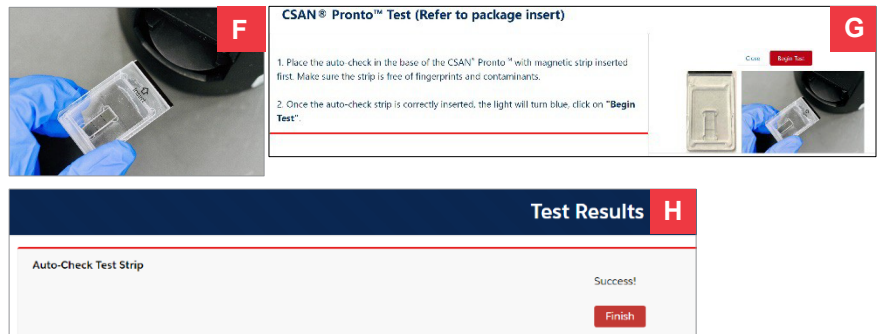 F
CSAN® Pronto™ Test (Refer to package insert)
G
1. Place the auto-check in the base of the CSAN® Pronto™ with magnetic strip inserted
first. Make sure the strip is free of fingerprints and contaminants.
2. Once the auto-check strip is correctly inserted, the light will turn blue, click on "Begin
Test".
Close Begin Test
Test Results
H
Auto-Check Test Strip
Success!
Finish